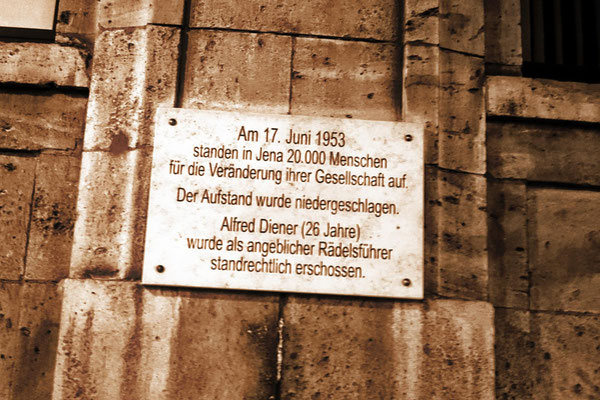 Am 17. Juni 1953
standen in Jena 20.000 Menschen
für die Veränderung ihrer Gesellschaft auf.
Der Aufstand wurde niedergeschlagen.
Alfred Diener (26 Jahre)
wurde als angeblicher Rädelsführer
standrechtlich erschossen.